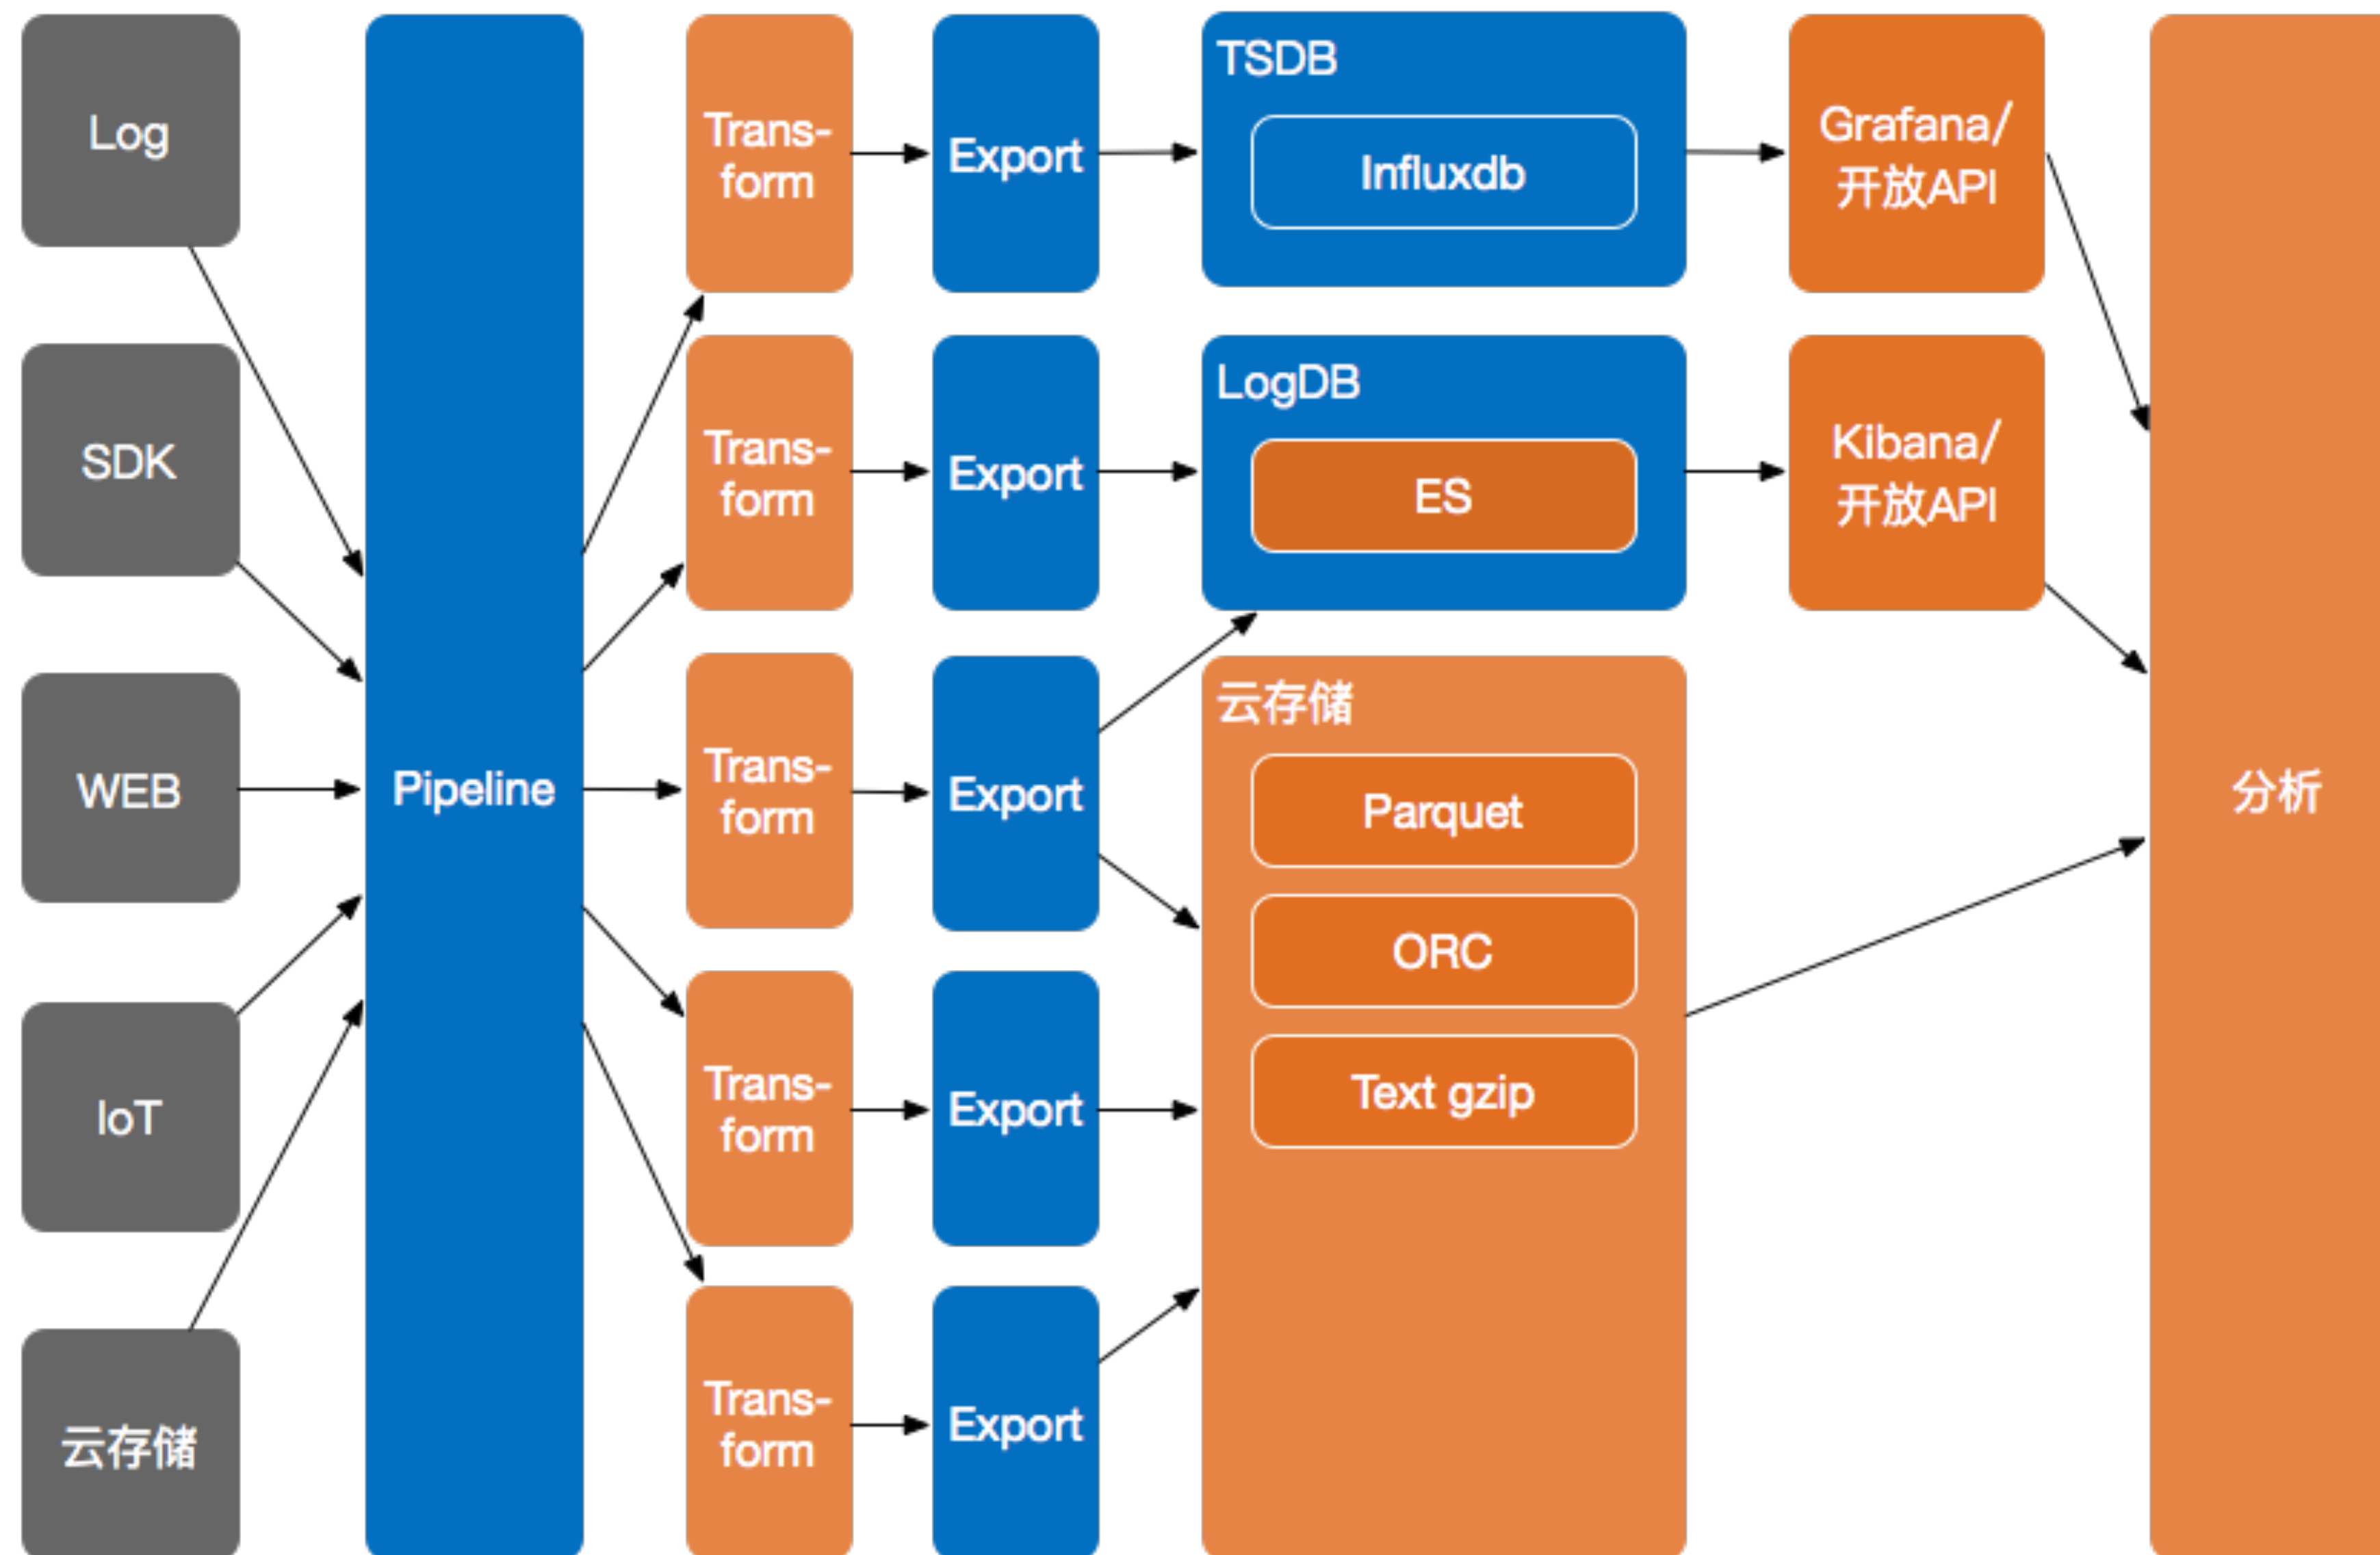 Log
SDK
WEB
IoT
云存储
Pipeline
Trans-
form
Export
Trans-
form
Export
Trans-
form
Export
Trans-
form
Export
Trans-
form
Export
TSDB
Influxdb
LogDB
ES
云存储
Parquet
ORC
Text gzip
Grafana/
开放API
Kibana/
开放API
分析